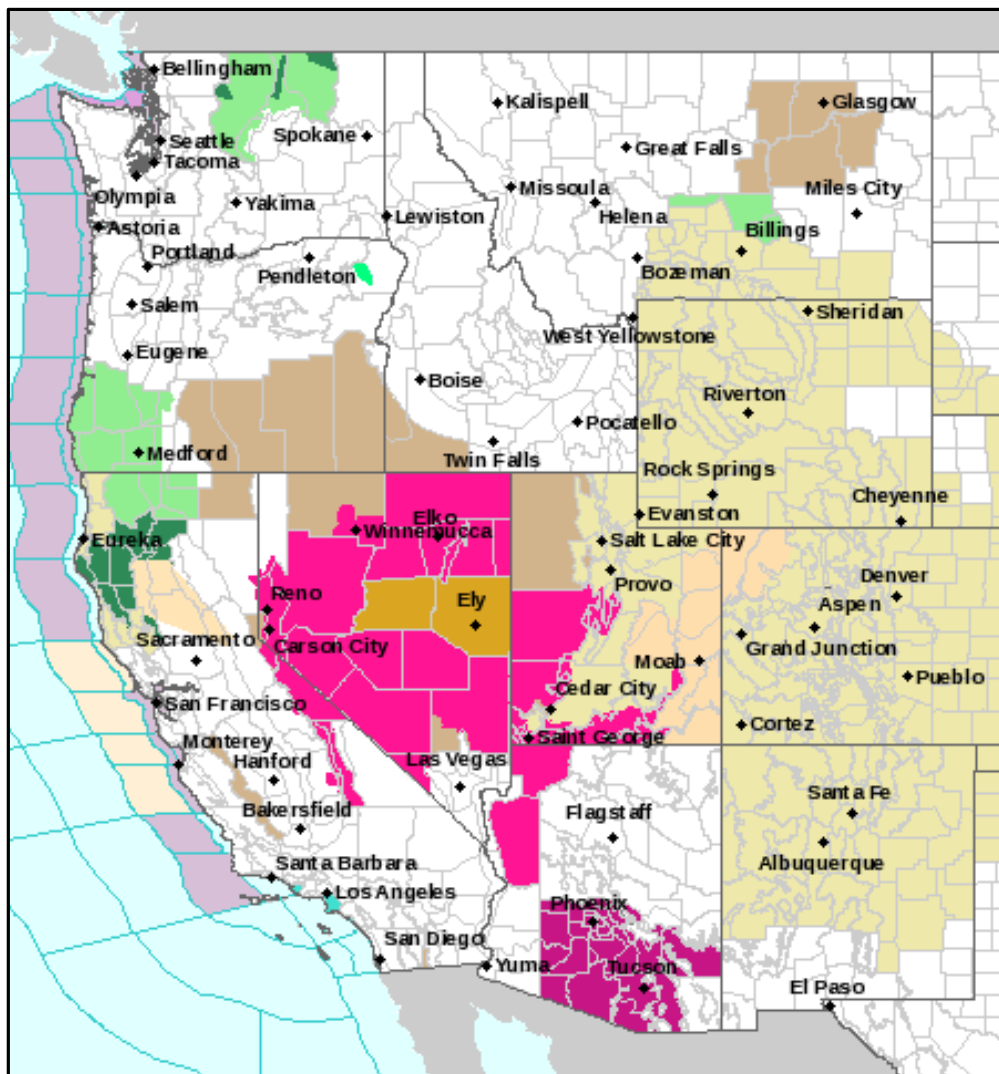 Bellingham
Kalispell
Glasgow
Seattle
Spokane
Great Falls
Tacoma
Olympia
Missoula
Miles City
Yakima
Helena
Lewiston
Astoria
Billings
Portland
Pendleton
Bozeman
Salem
Sheridan
West Yellowstone
Eugene
Boise
Riverton
Pocatello
Medford
Twin Falls
Rock Springs
Cheyenne
Elko
Evanston
Winnemucca
Eureka
Salt Lake City
Provo
Denver
Reno
Ely
Aspen
Sacramento
Carson City
Grand Junction
Moab
Pueblo
Cedar City
San Francisco
Cortez
Saint George
Monterey
Las Vegas
Hanford
Santa Fe
Bakersfield
Flagstaff
Albuquerque
Santa Barbara
Los Angeles
Phoenix
San Diego
Yuma
Tucson
El Paso